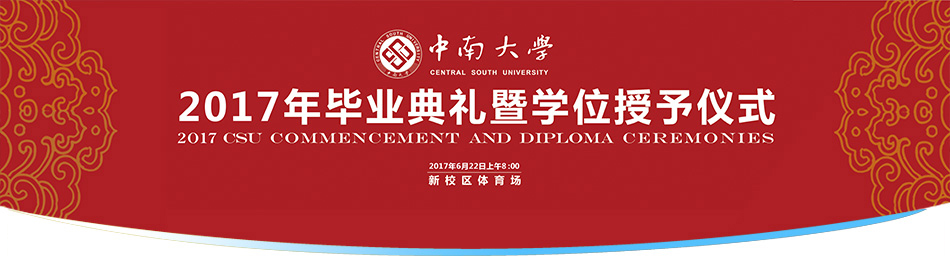 中南大学
CENTRAL SOUTH UNIVERSITY
2017年毕业典礼暨学位授予仪式
2017 CSU COMMENCEMENT AND DIPLOMA CEREMONIES
2017年6月22日上午8:00
新校区体育场